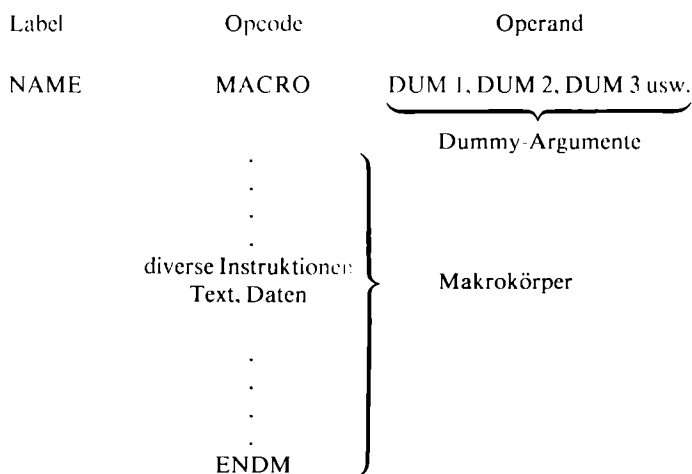 Label Opcode Operand
NAME MACRO DUM 1, DUM 2, DUM 3 usw.
Dummy-Argumente
.
.
.
.
diverse Instruktionen
Text, Daten
Makrokörper
.
.
.
.
ENDM